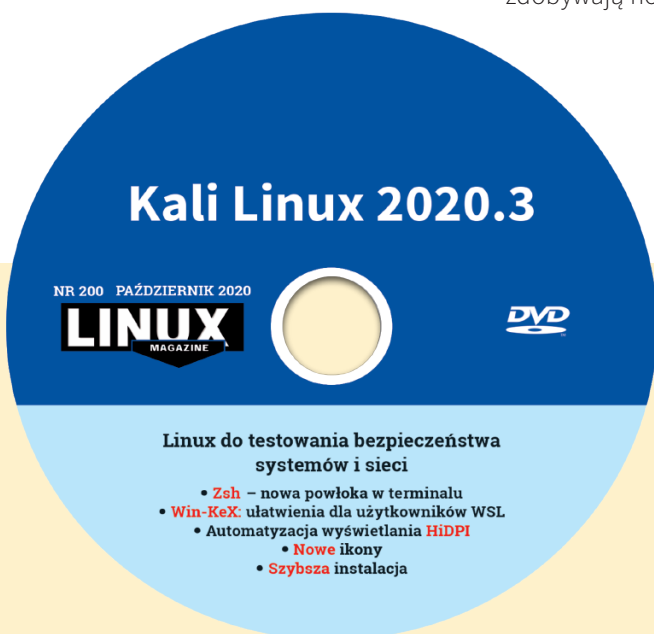 zdobywają
Kali Linux 2020.3
NR 200 PAŹDZIERNIK 2020
LINUX
MAGAZINE
DVD
Linux do testowania bezpieczeństwa
systemów i sieci
• Zsh – nowa powłoka w terminalu
• Win-KeX: ułatwienia dla użytkowników WSL
• Automatyzacja wyświetlania HiDPI
• Nowe ikony
• Szybsza instalacja